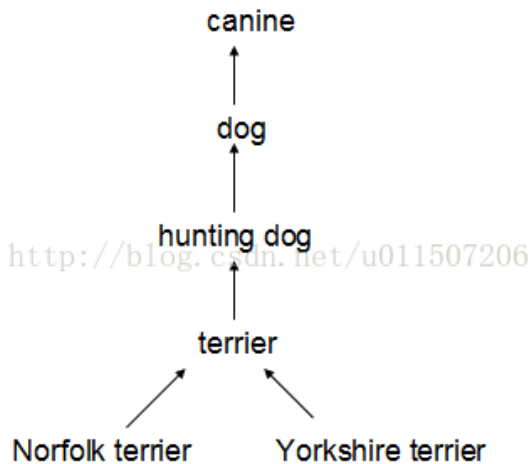 canine
dog
hunting dog
http://blog.csdn.net/u011507206
terrier
Norfolk terrier Yorkshire terrier